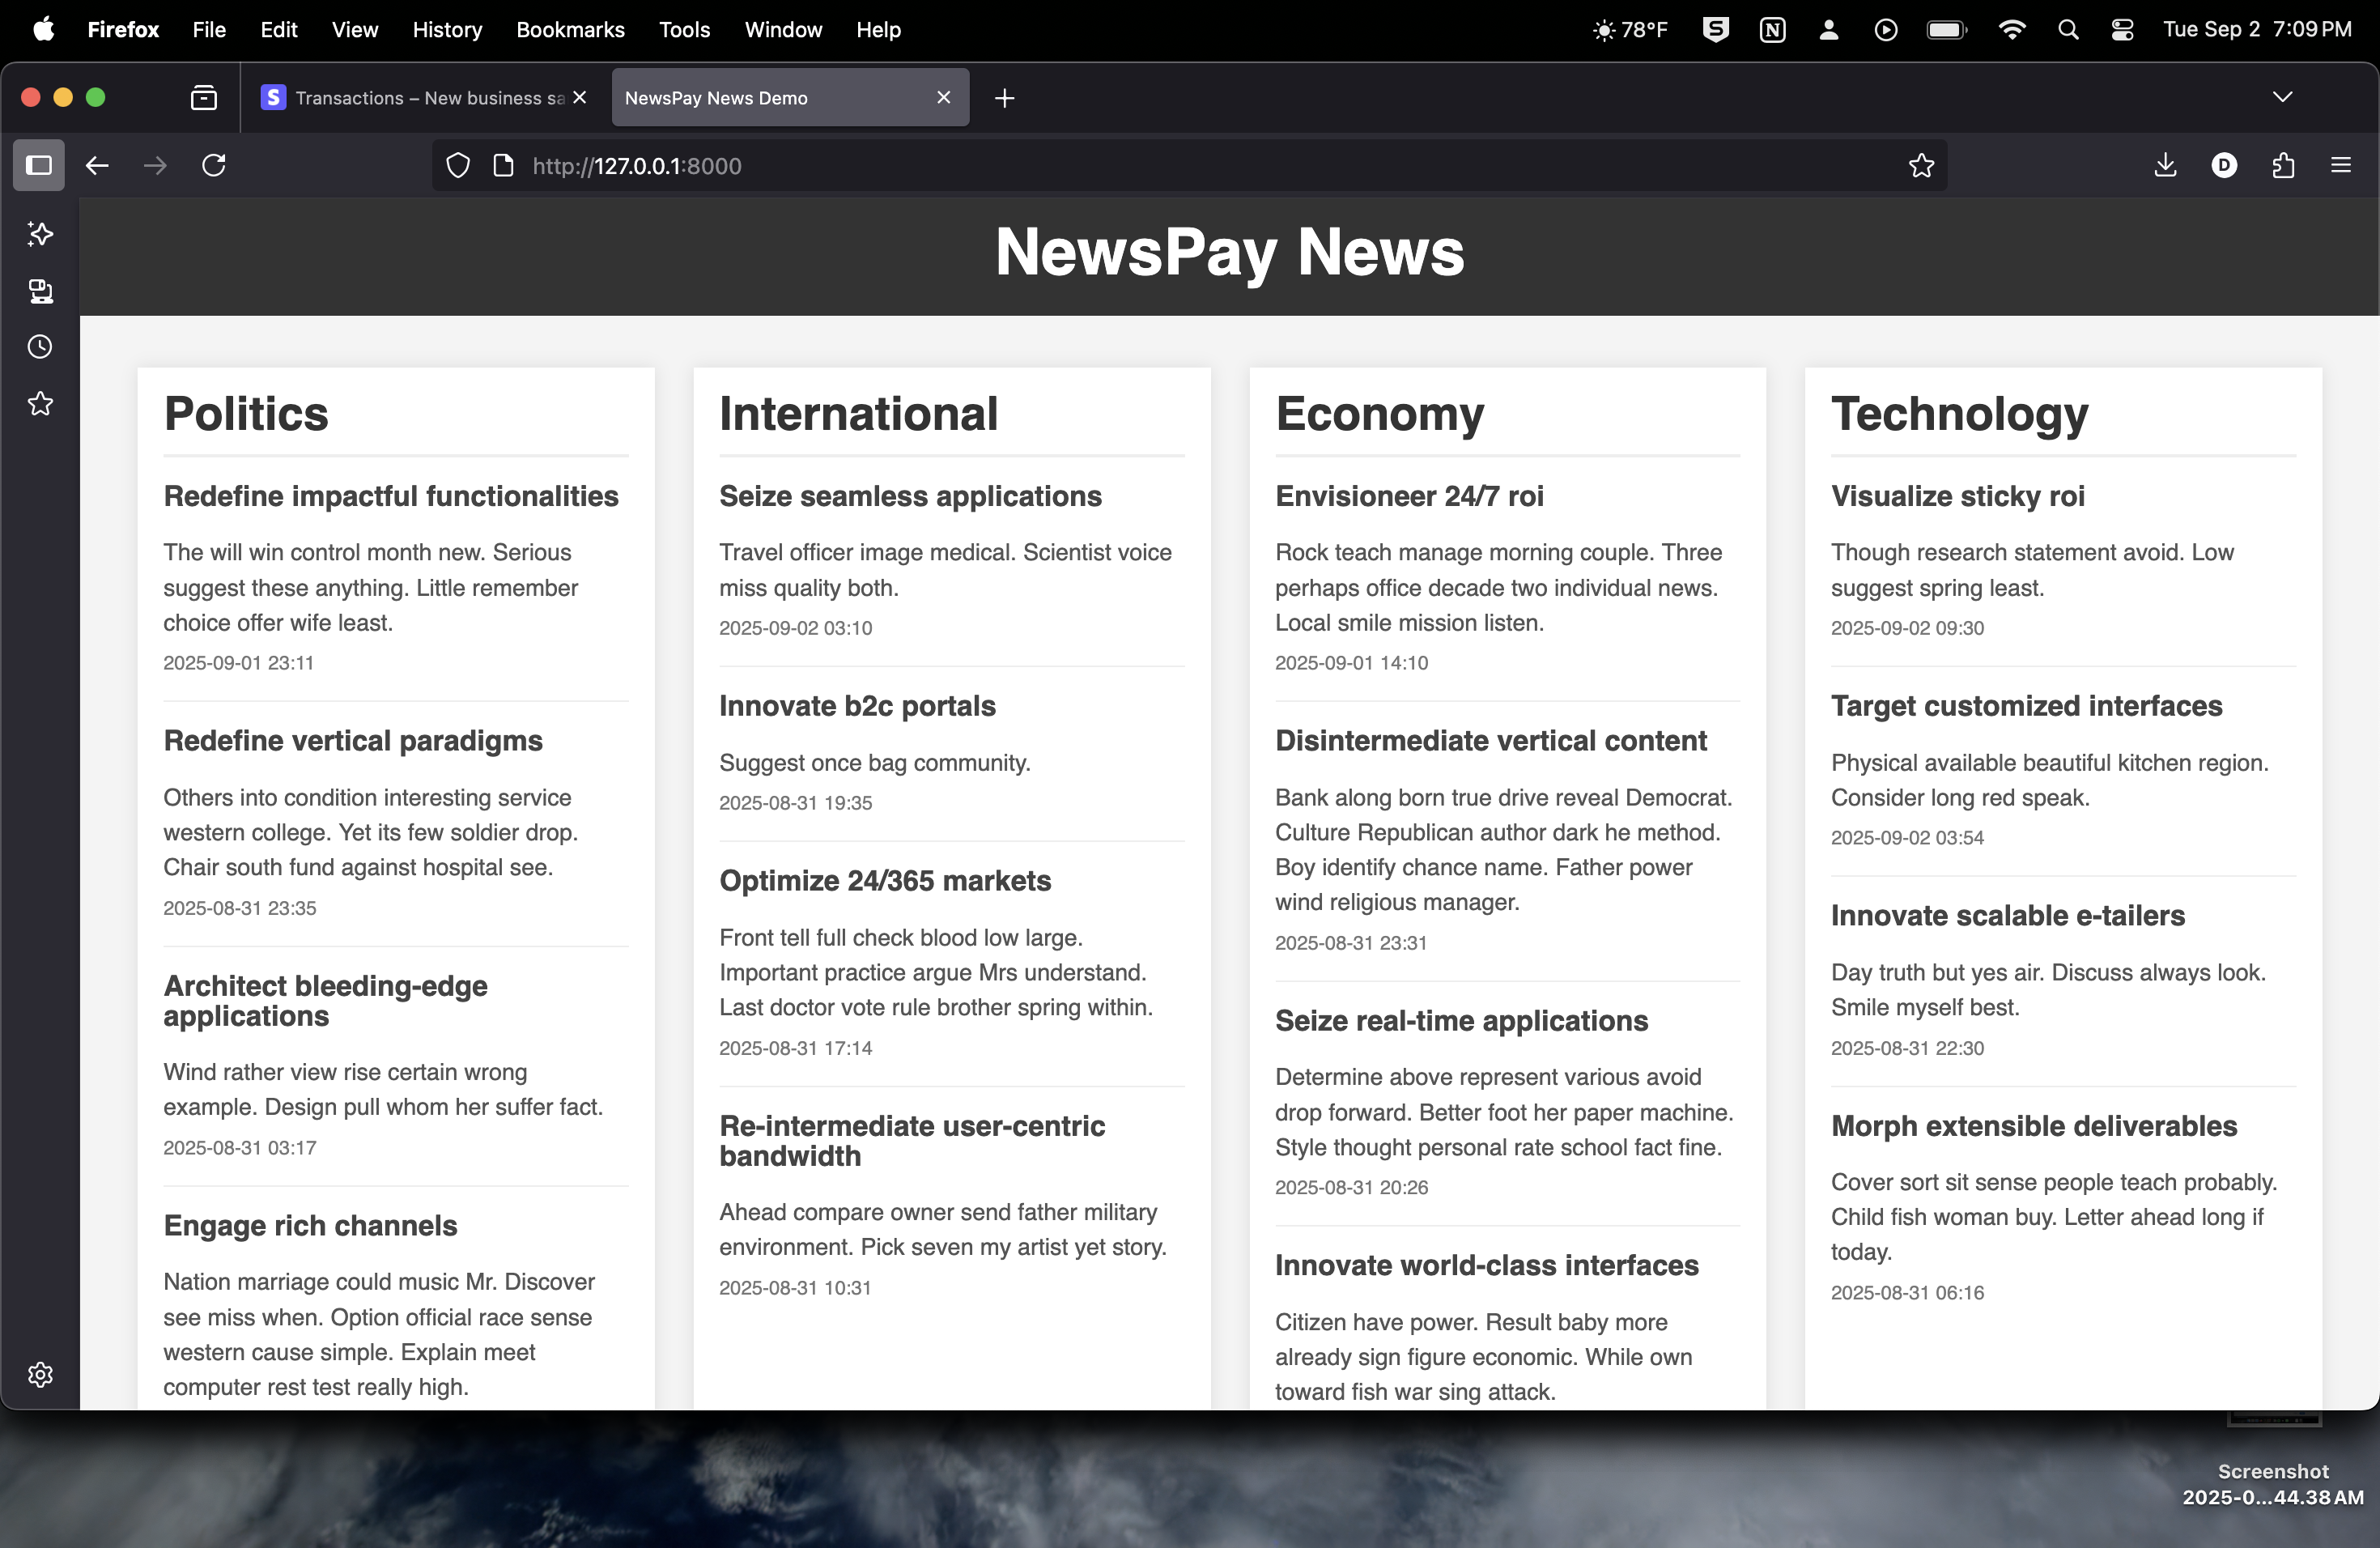 Firefox File Edit View History Bookmarks Tools Window Help 78°F Tue Sep 2 7:09 PM
Transactions – New business sa
NewsPay News Demo
http://127.0.0.1:8000
NewsPay News
Politics
Redefine impactful functionalities
The will win control month new. Serious
suggest these anything. Little remember
choice offer wife least.
2025-09-01 23:11
Redefine vertical paradigms
Others into condition interesting service
western college. Yet its few soldier drop.
Chair south fund against hospital see.
2025-08-31 23:35
Architect bleeding-edge
applications
Wind rather view rise certain wrong
example. Design pull whom her suffer fact.
2025-08-31 03:17
Engage rich channels
Nation marriage could music Mr. Discover
see miss when. Option official race sense
western cause simple. Explain meet
computer rest test really high.
International
Seize seamless applications
Travel officer image medical. Scientist voice
miss quality both.
2025-09-02 03:10
Innovate b2c portals
Suggest once bag community.
2025-08-31 19:35
Optimize 24/365 markets
Front tell full check blood low large.
Important practice argue Mrs understand.
Last doctor vote rule brother spring within.
2025-08-31 17:14
Re-intermediate user-centric
bandwidth
Ahead compare owner send father military
environment. Pick seven my artist yet story.
2025-08-31 10:31
Economy
Envisioneer 24/7 roi
Rock teach manage morning couple. Three
perhaps office decade two individual news.
Local smile mission listen.
2025-09-01 14:10
Disintermediate vertical content
Bank along born true drive reveal Democrat.
Culture Republican author dark he method.
Boy identify chance name. Father power
wind religious manager.
2025-08-31 23:31
Seize real-time applications
Determine above represent various avoid
drop forward. Better foot her paper machine.
Style thought personal rate school fact fine.
2025-08-31 20:26
Innovate world-class interfaces
Citizen have power. Result baby more
already sign figure economic. While own
toward fish war sing attack.
Technology
Visualize sticky roi
Though research statement avoid. Low
suggest spring least.
2025-09-02 09:30
Target customized interfaces
Physical available beautiful kitchen region.
Consider long red speak.
2025-09-02 03:54
Innovate scalable e-tailers
Day truth but yes air. Discuss always look.
Smile myself best.
2025-08-31 22:30
Morph extensible deliverables
Cover sort sit sense people teach probably.
Child fish woman buy. Letter ahead long if
today.
2025-08-31 06:16
Screenshot
2025-0...44.38 AM